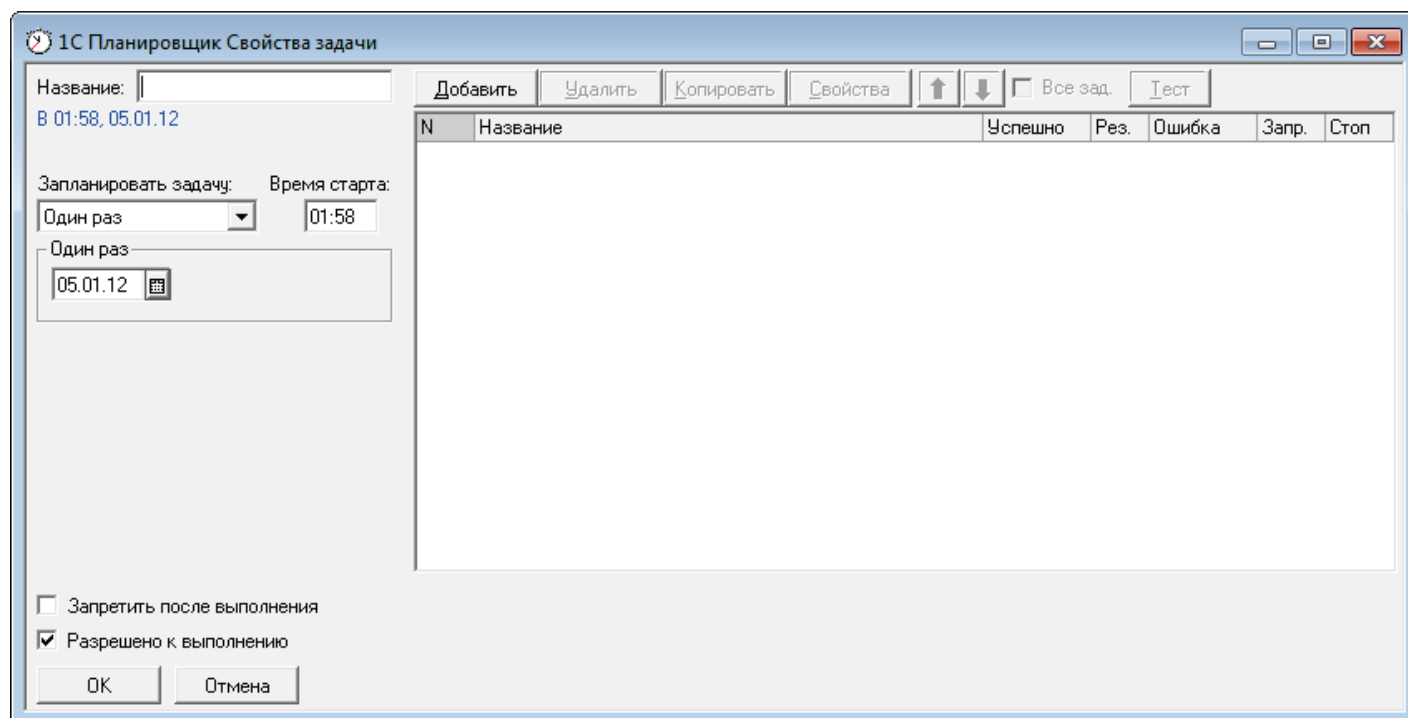 1С Планировщик Свойства задачи
Название:
В 01:58, 05.01.12
Запланировать задачу: Время старта:
Один раз 01:58
Один раз
05.01.12
Запретить после выполнения
Разрешено к выполнению
OK Отмена
Добавить Удалить Копировать Свойства Все зад. Тест
N Название Успешно Рез. Ошибка Запр. Стоп